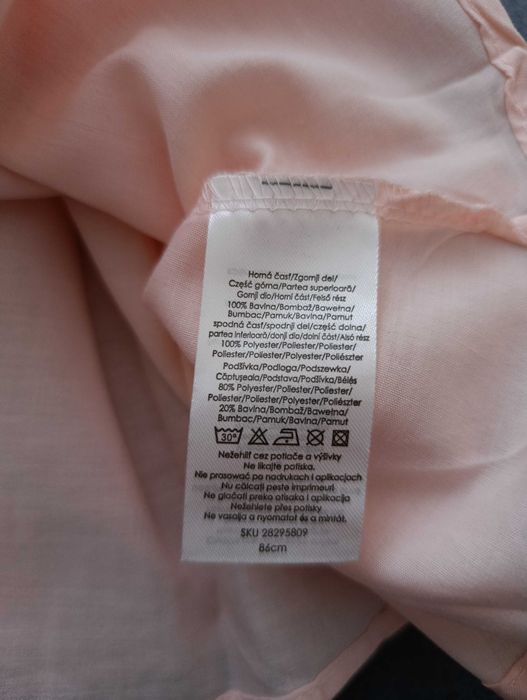 Horná časť/Zgornji del/
Część górna/Partea superioară/
Gornji dio/Horní část/Felső rész
100% Bavlna/Bombaž/Bawełna/
Bumbac/Pamuk/Bavlna/Pamut
spodná časť/spodnji del/część dolna/
partea inferioară/donji dio/dolní část/Alsó rész
100% Polyester/Poliester/Poliester/
Poliester/Poliester/Polyester/Poliészter
Podšívka/Podloga/Podszewka/
Căptușeala/Podstava/Podšívka/Bélés
80% Polyester/Poliester/Poliester/
Poliester/Poliester/Polyester/Poliészter
20% Bavlna/Bombaž/Bawełna/
Bumbac/Pamuk/Bavlna/Pamut
30°
Nežehliť cez potlače a výšivky
Ne likajte potiska.
Nie prasować po nadrukach i aplikacjach
Nu călcați peste imprimeuri
Ne glačati preko otisaka i aplikacija
Nežehlete přes potisky
Ne vasalja a nyomatot és a mintát.
SKU 28295809
86cm